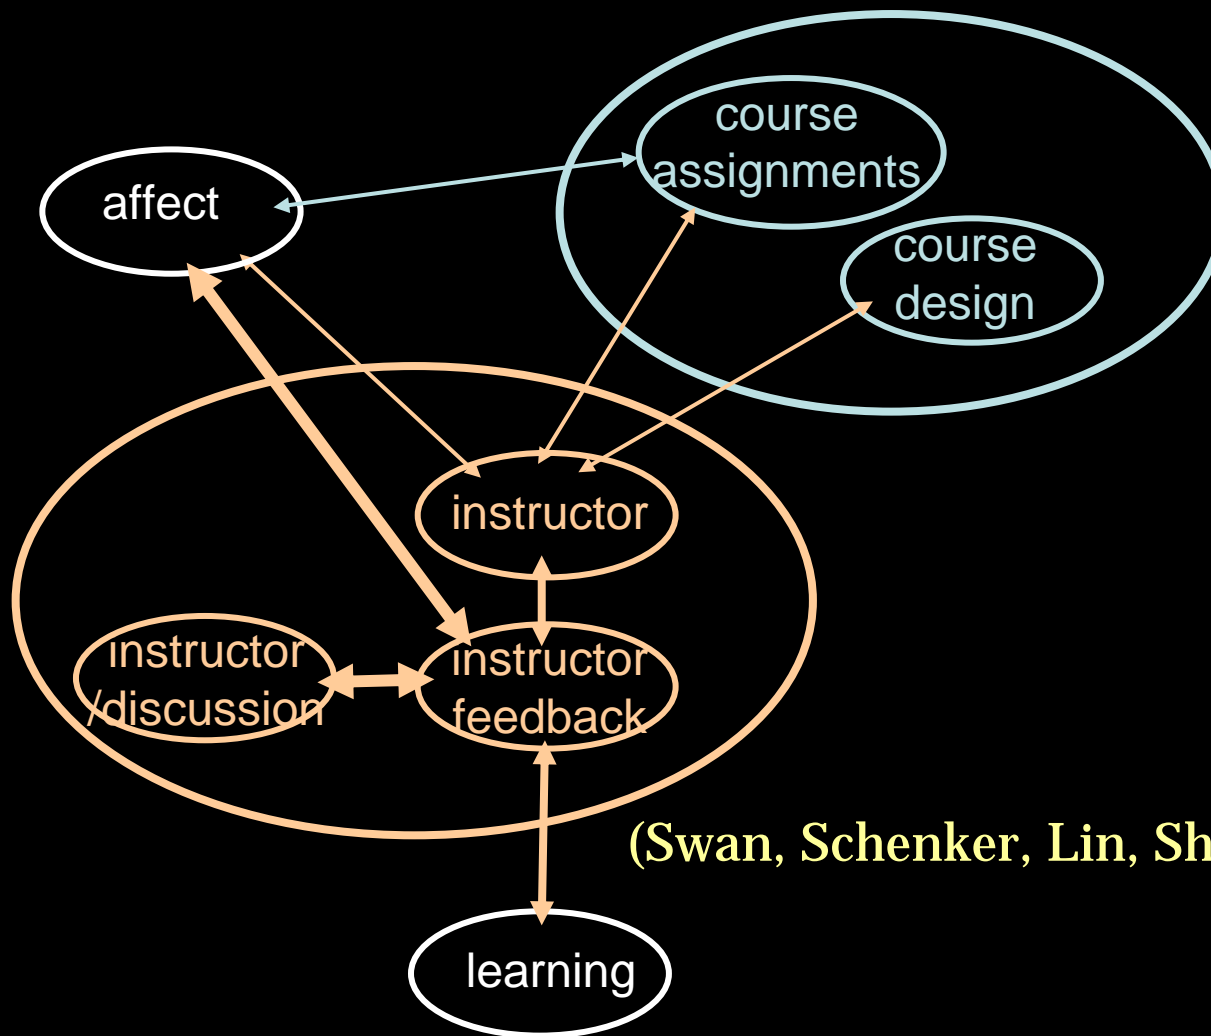 course
assignments
affect
course
design
instructor
instructor
/discussion
instructor
feedback
(Swan, Schenker, Lin, Sh
learning